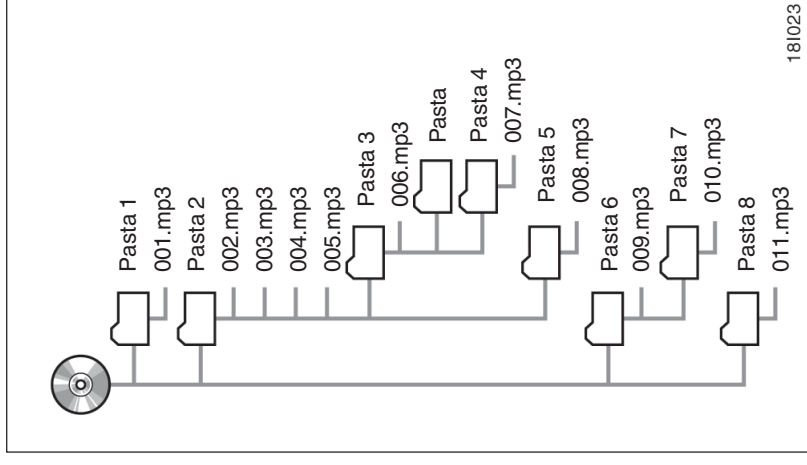 Pasta 1
001.mp3
Pasta 2
002.mp3
003.mp3
004.mp3
005.mp3
Pasta 3
006.mp3
Pasta
Pasta 4
007.mp3
Pasta 5
008.mp3
Pasta 6
009.mp3
Pasta 7
010.mp3
Pasta 8
011.mp3
18I023